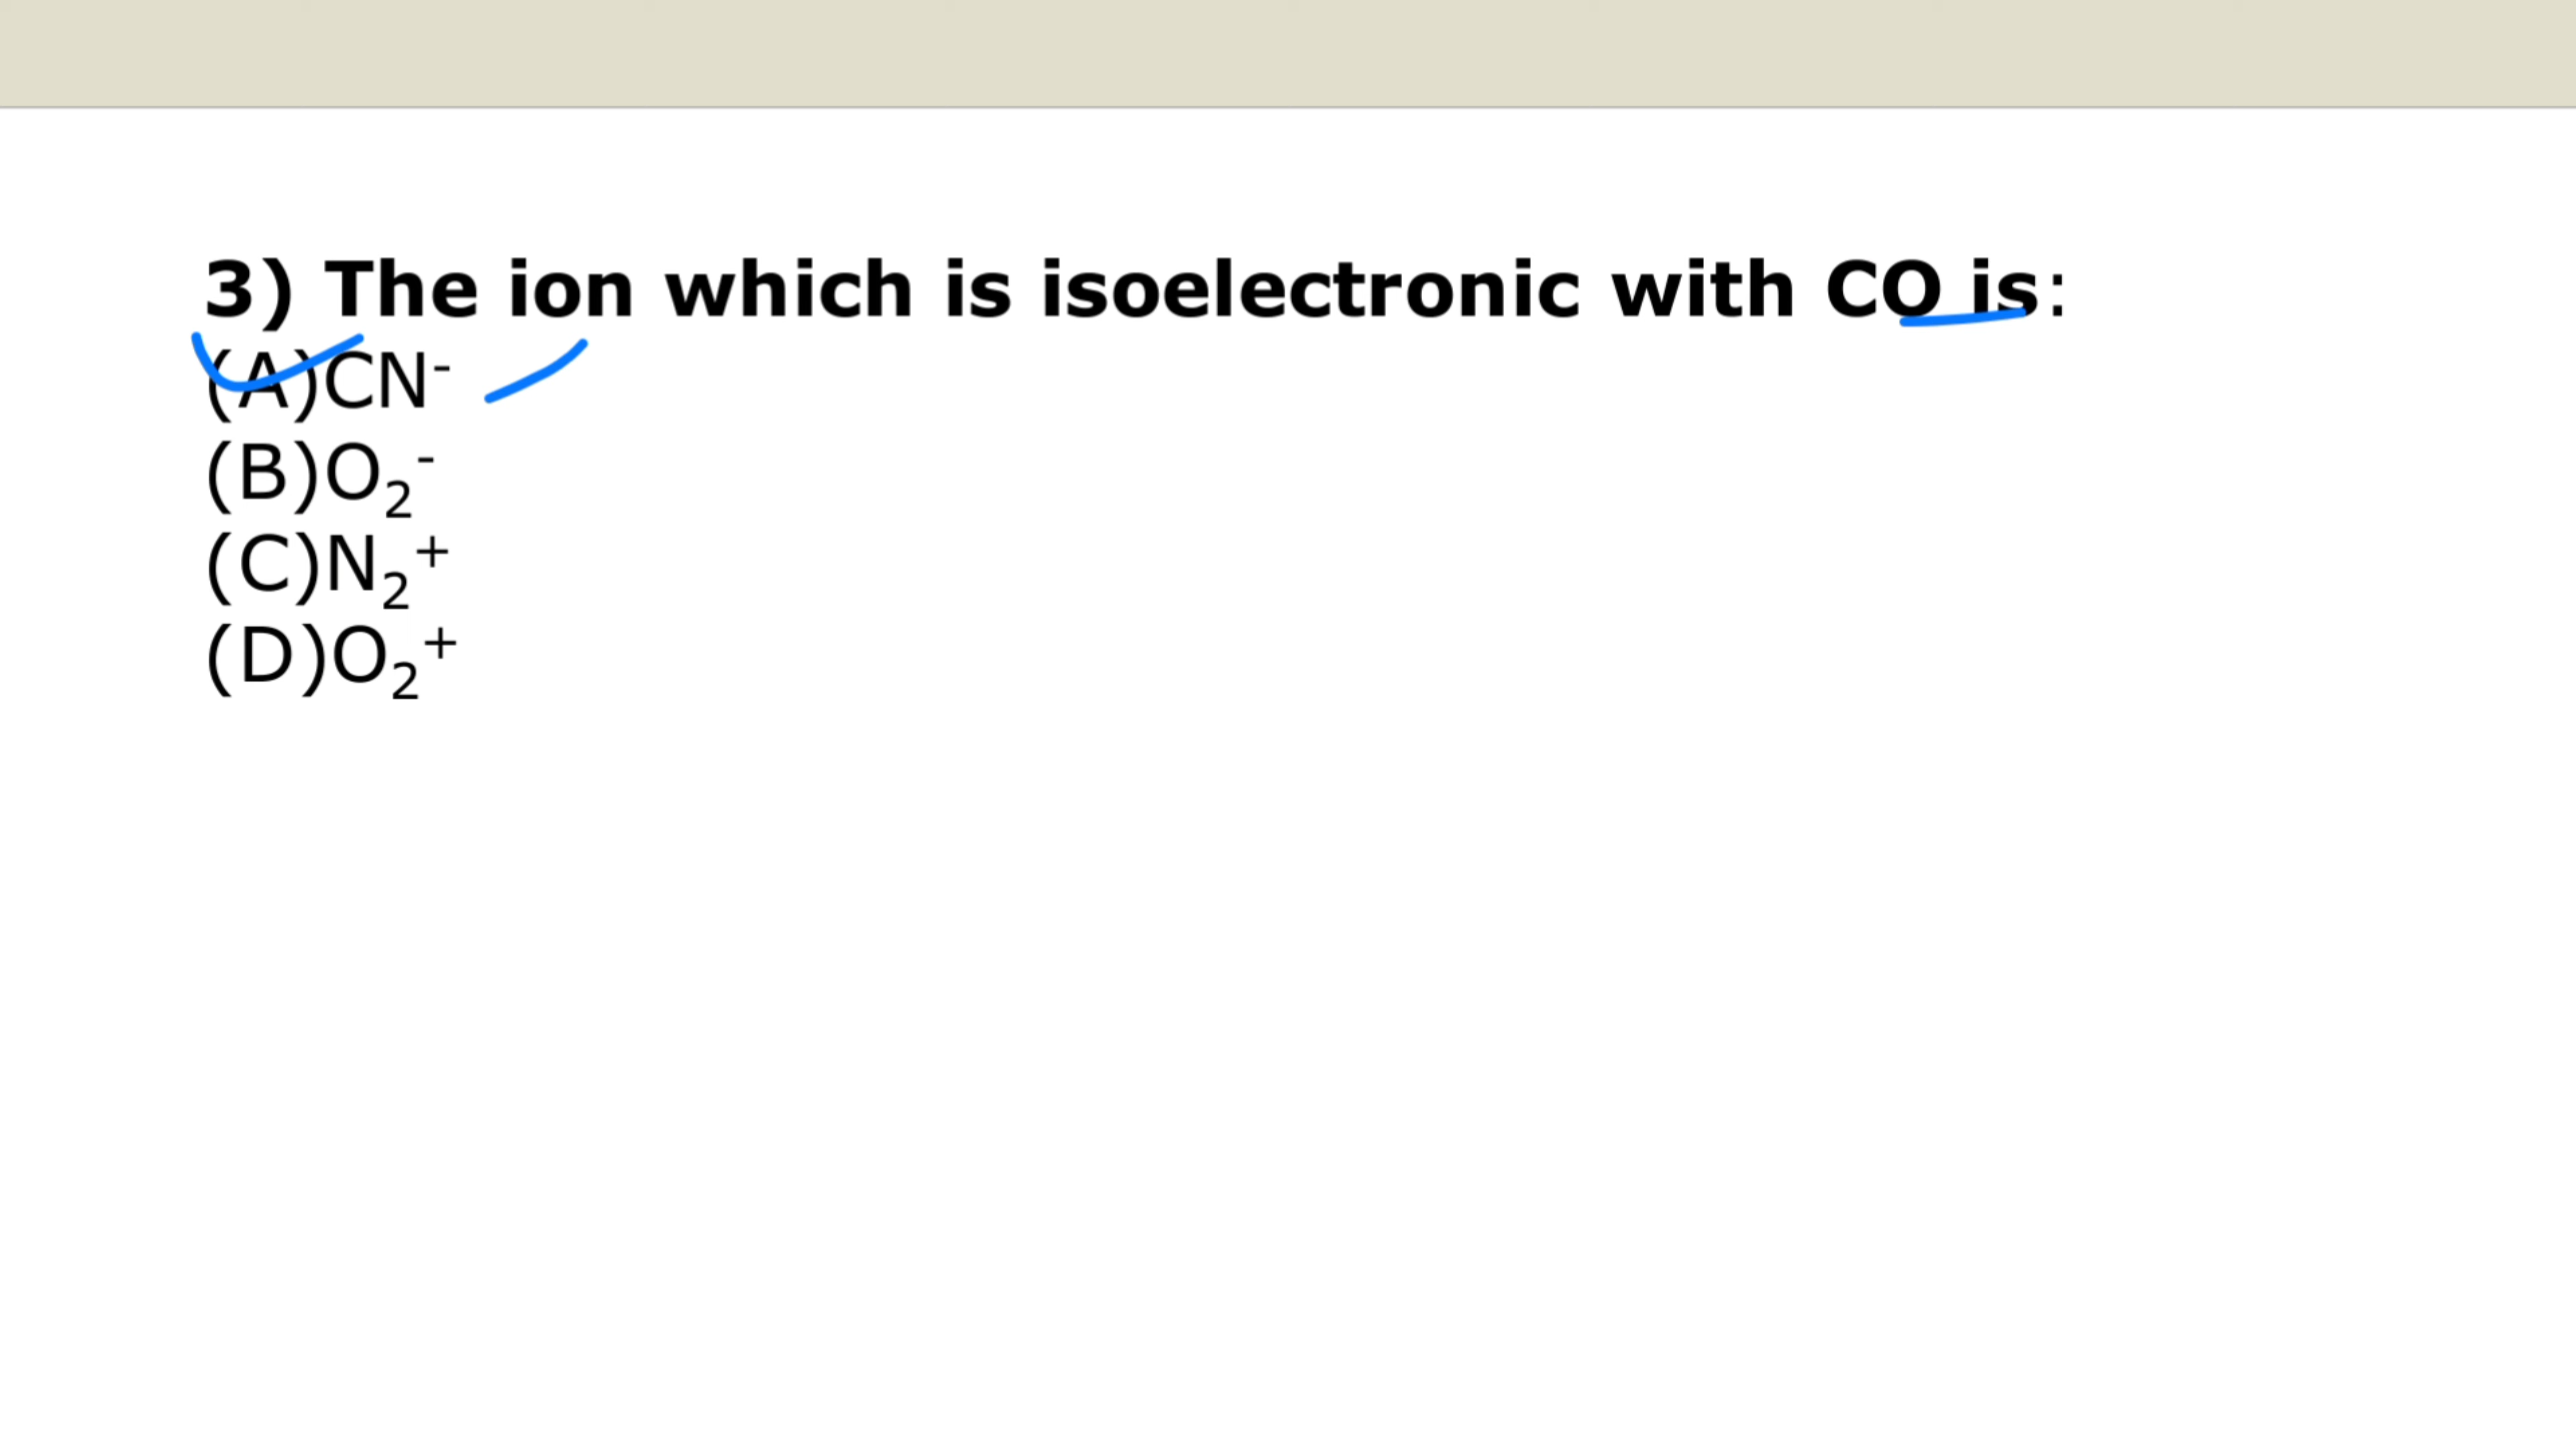 3) The ion which is isoelectronic with CO is:
(A)CN⁻
(B)O₂⁻
(C)N₂⁺
(D)O₂⁺